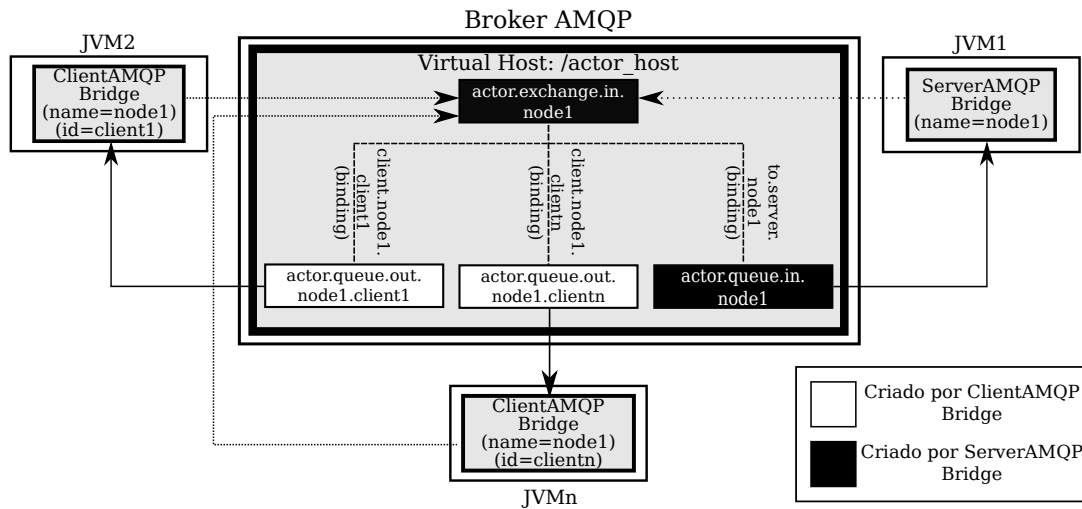 Broker AMQP
JVM2
ClientAMQP
Bridge
(name=node1)
(id=client1)
Virtual Host: /actor_host
actor.exchange.in.
node1
JVM1
ServerAMQP
Bridge
(name=node1)
client.node1.
client1
(binding)
client.node1.
clientn
(binding)
to.server.
node1
(binding)
actor.queue.out.
node1.client1
actor.queue.out.
node1.clientn
actor.queue.in.
node1
ClientAMQP
Bridge
(name=node1)
(id=clientn)
JVMn
Criado por ClientAMQP
Bridge
Criado por ServerAMQP
Bridge